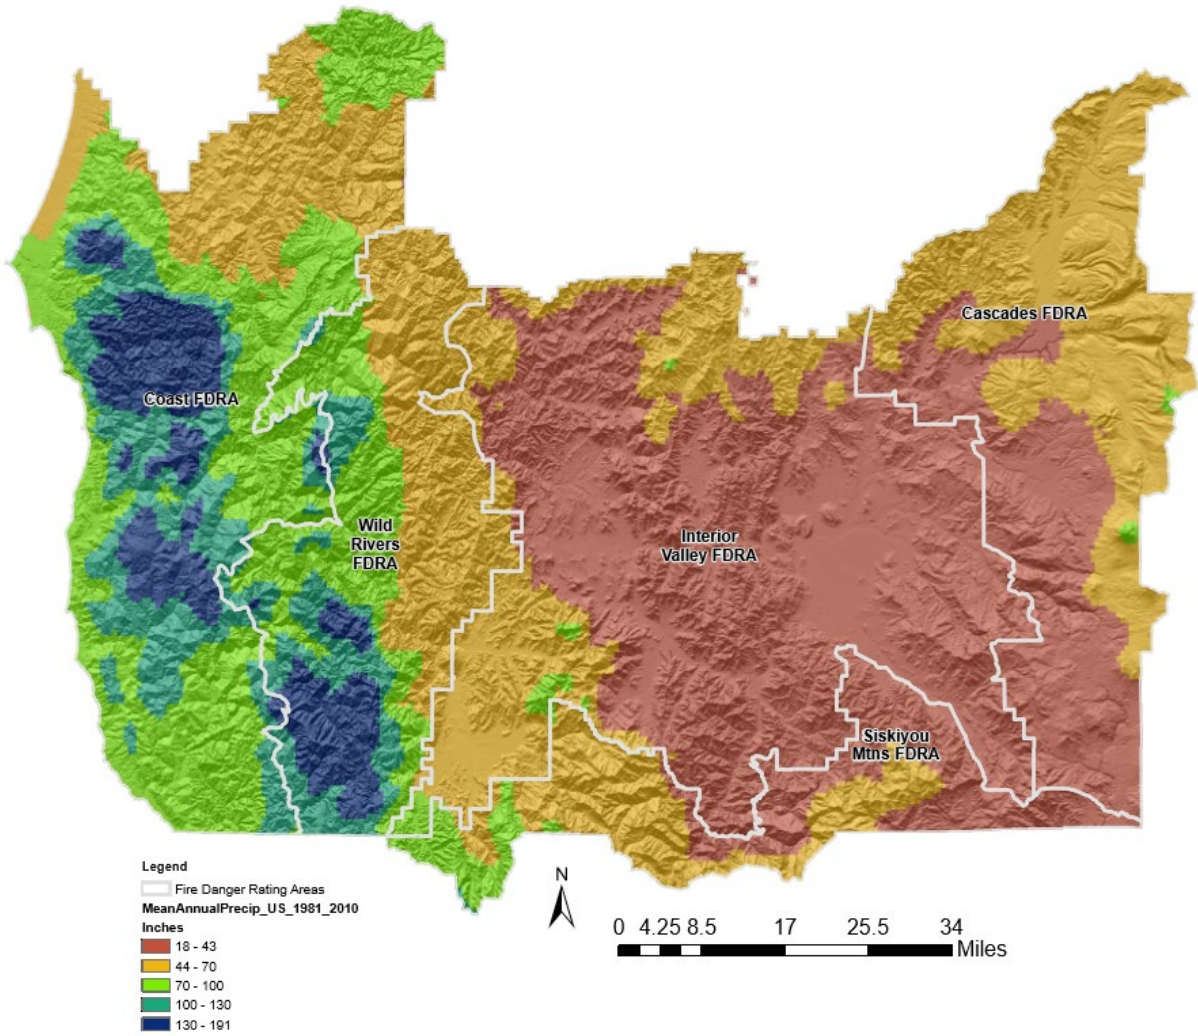 Cascades FDRA
Coast FDRA
Wild
Rivers
FDRA
Interior
Valley FDRA
Siskiyou
Mtns FDRA
Legend
Fire Danger Rating Areas
MeanAnnualPrecip_US_1981_2010
Inches
18 - 43
44 - 70
70 - 100
100 - 130
130 - 191
N
0 4.25 8.5 17 25.5 34
Miles